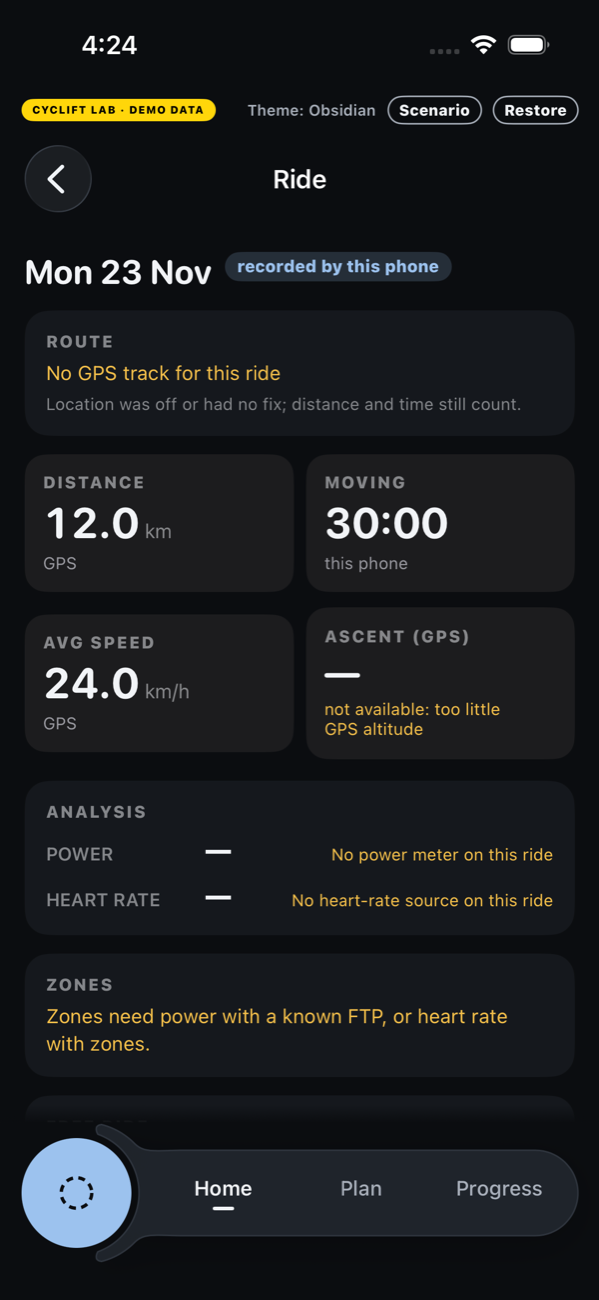 4:24
CYCLIFT LAB · DEMO DATA
Theme: Obsidian
Scenario
Restore
Ride
Mon 23 Nov
recorded by this phone
ROUTE
No GPS track for this ride
Location was off or had no fix; distance and time still count.
DISTANCE
12.0 km
GPS
MOVING
30:00
this phone
AVG SPEED
24.0 km/h
GPS
ASCENT (GPS)
—
not available: too little
GPS altitude
ANALYSIS
POWER — No power meter on this ride
HEART RATE — No heart-rate source on this ride
ZONES
Zones need power with a known FTP, or heart rate
with zones.
Home
Plan
Progress